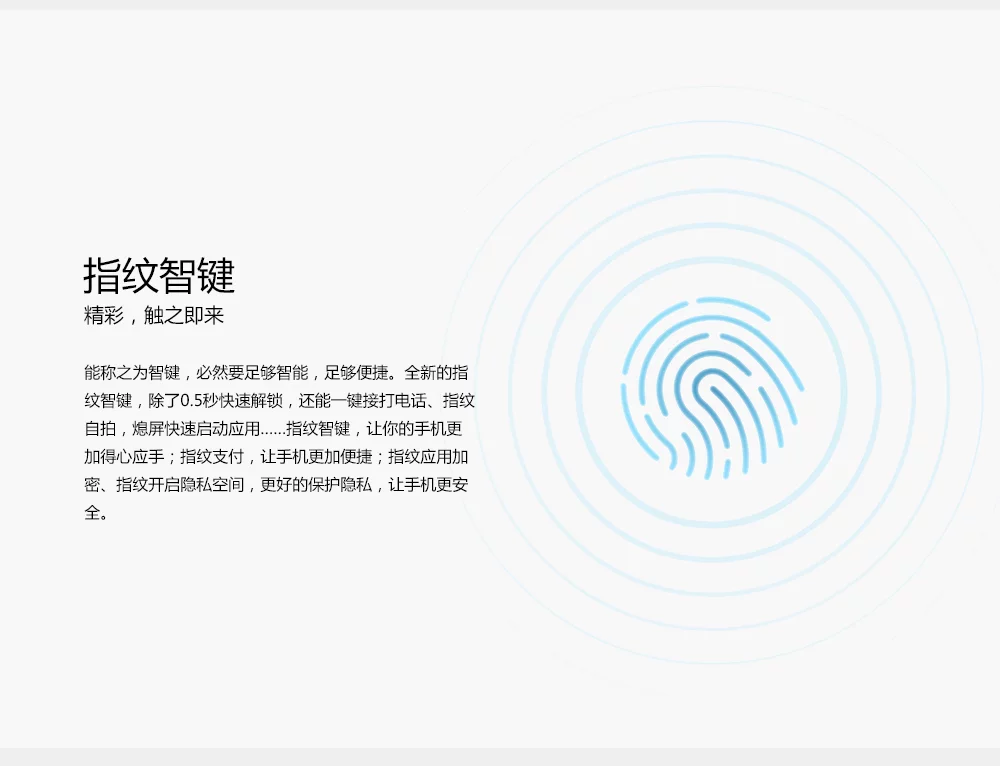 指纹智键
精彩，触之即来
能称之为智键，必然要足够智能，足够便捷。全新的指
纹智键，除了0.5秒快速解锁，还能一键接打电话、指纹
自拍，熄屏快速启动应用......指纹智键，让你的手机更
加得心应手；指纹支付，让手机更加便捷；指纹应用加
密、指纹开启隐私空间，更好的保护隐私，让手机更安
全。